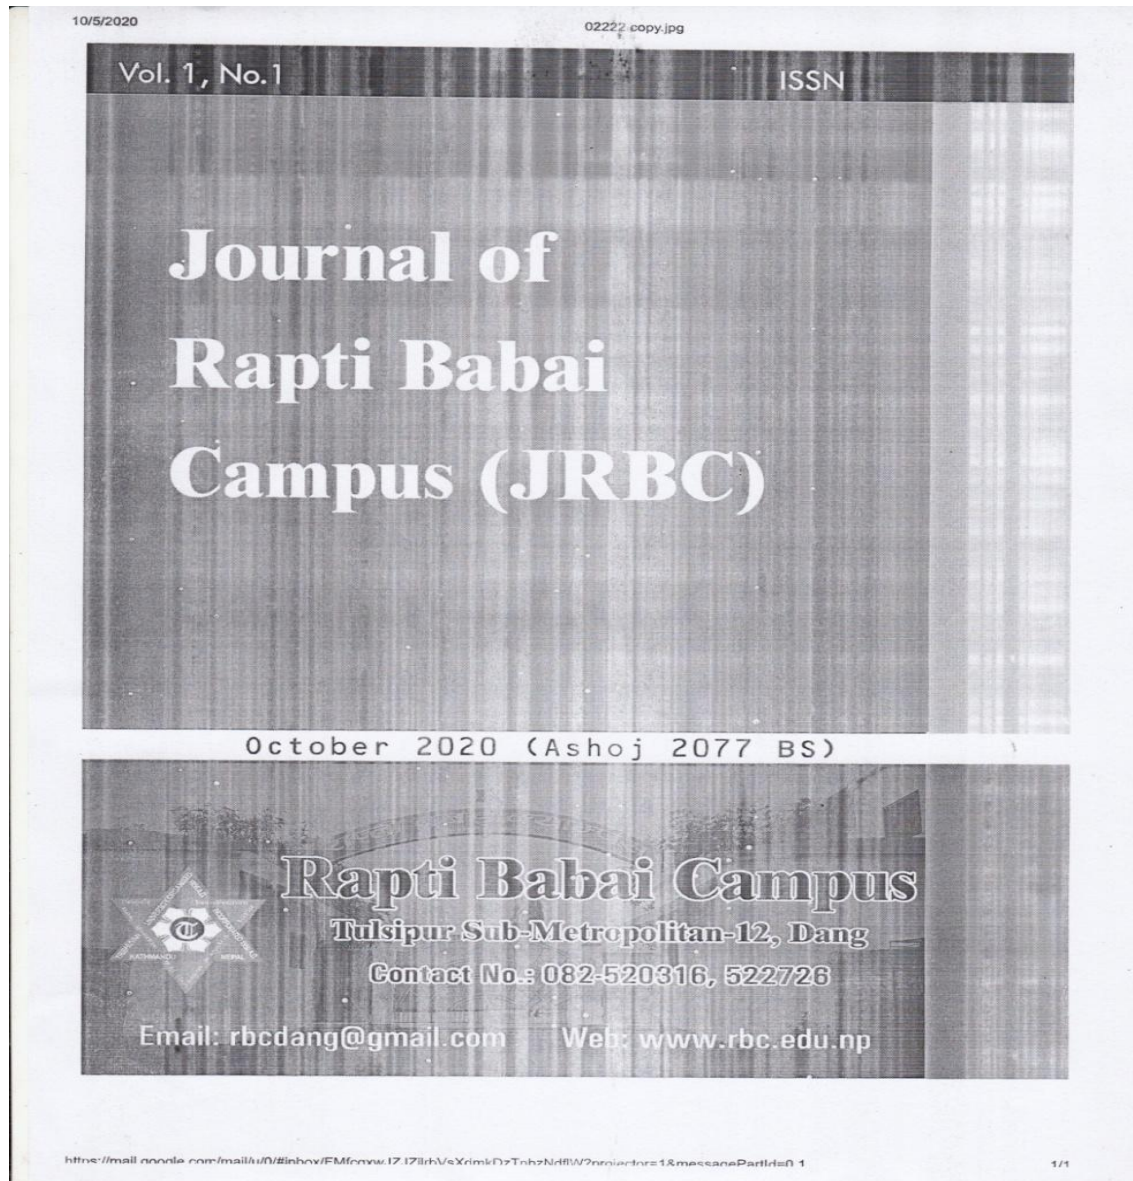 10/5/2020
02222 copy.jpg
Vol. 1, No.1
ISSN
Journal of
Rapti Babai
Campus (JRBC)
October 2020 (Ashoj 2077 BS)
Rapti Babai Campus
Tulsipur Sub-Metropolitan-12, Dang
Contact No.: 082-520316, 522726
KATHMANDU
NEPAL
Email: rbcdang@gmail.com
Web: www.rbc.edu.np
1/1